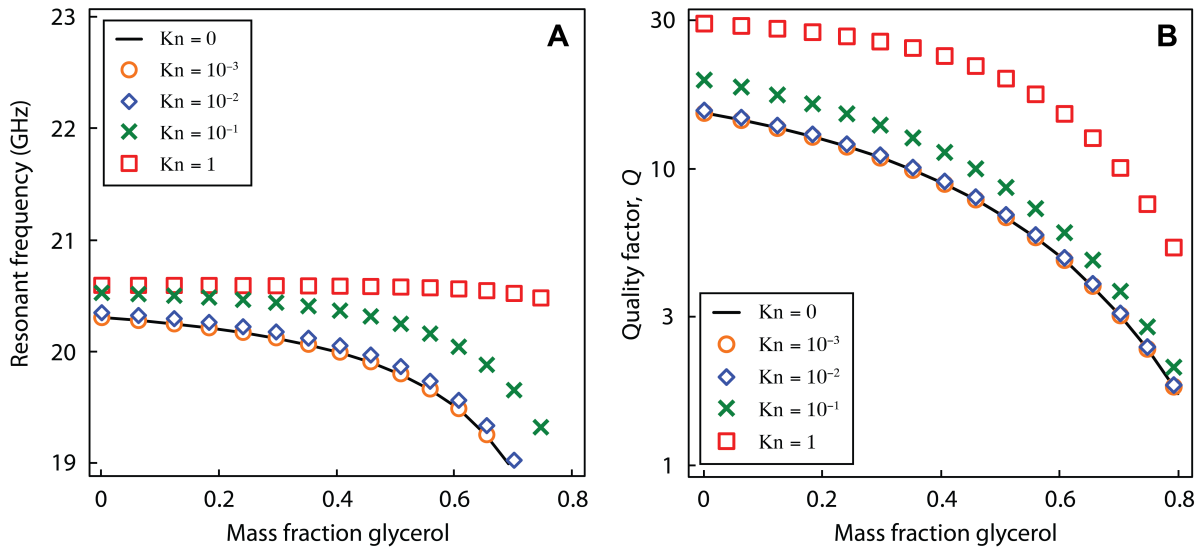 A
Resonant frequency (GHz)
23
22
21
20
19
Kn = 0
Kn = 10⁻³
Kn = 10⁻²
Kn = 10⁻¹
Kn = 1
0 0.2 0.4 0.6 0.8
Mass fraction glycerol
B
Quality factor, Q
30
10
3
1
Kn = 0
Kn = 10⁻³
Kn = 10⁻²
Kn = 10⁻¹
Kn = 1
0 0.2 0.4 0.6 0.8
Mass fraction glycerol